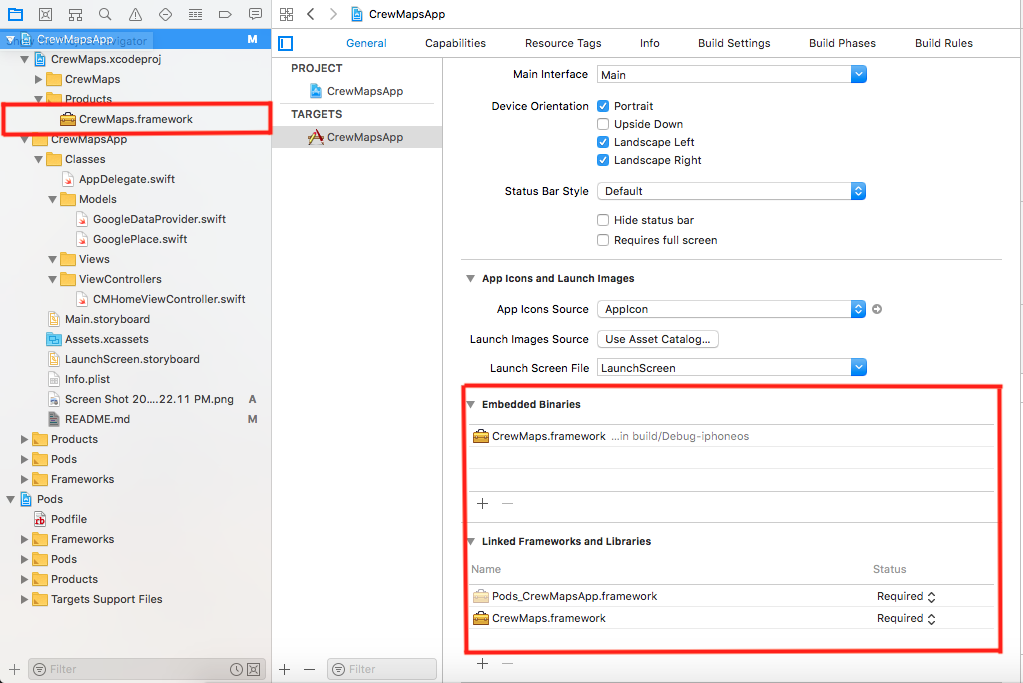 CrewMapsApp
CrewMapsApp M
CrewMaps.xcodeproj
CrewMaps
Products
CrewMaps.framework
CrewMapsApp
Classes
AppDelegate.swift
Models
GoogleDataProvider.swift
GooglePlace.swift
Views
ViewControllers
CMHomeViewController.swift
Main.storyboard
Assets.xcassets
LaunchScreen.storyboard
Info.plist
Screen Shot 20....22.11 PM.png A
README.md M
Products
Pods
Frameworks
Pods
Podfile
Frameworks
Pods
Products
Targets Support Files
Filter
General Capabilities Resource Tags Info Build Settings Build Phases Build Rules
PROJECT
CrewMapsApp
TARGETS
CrewMapsApp
Filter
Main Interface Main
Device Orientation Portrait
Upside Down
Landscape Left
Landscape Right
Status Bar Style Default
Hide status bar
Requires full screen
App Icons and Launch Images
App Icons Source AppIcon
Launch Images Source Use Asset Catalog...
Launch Screen File LaunchScreen
Embedded Binaries
CrewMaps.framework ...in build/Debug-iphoneos
Linked Frameworks and Libraries
Name Status
Pods_CrewMapsApp.framework Required
CrewMaps.framework Required